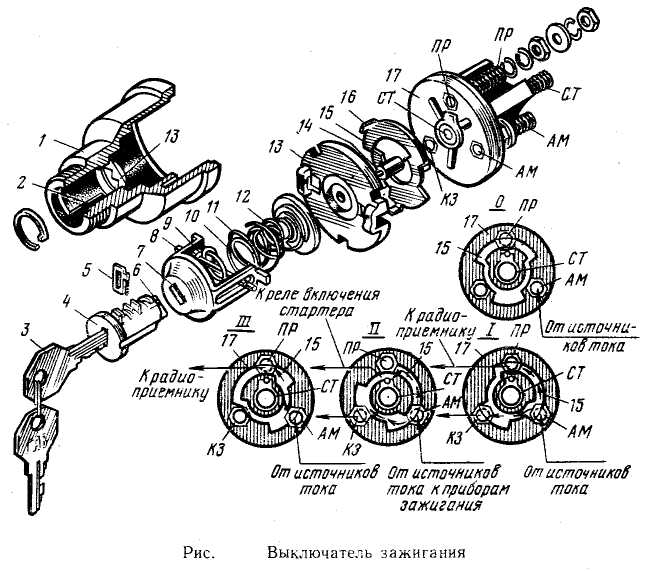 ПР
ПР
17
СТ
16
15
14
13
СТ
АМ
АМ
КЗ
1
13
2
12
11
10
9
8
7
6
5
4
3
0
17
ПР
15
СТ
АМ
От источни-
ков тока
К реле включения
стартера
К радио-
приемнику
III
17
ПР
15
СТ
АМ
КЗ
К радио-
приемнику
От источников
тока
II
ПР
15
СТ
АМ
КЗ
От источников
тока к приборам
зажигания
I
17
ПР
СТ
15
АМ
КЗ
От источников
тока
Рис. Выключатель зажигания